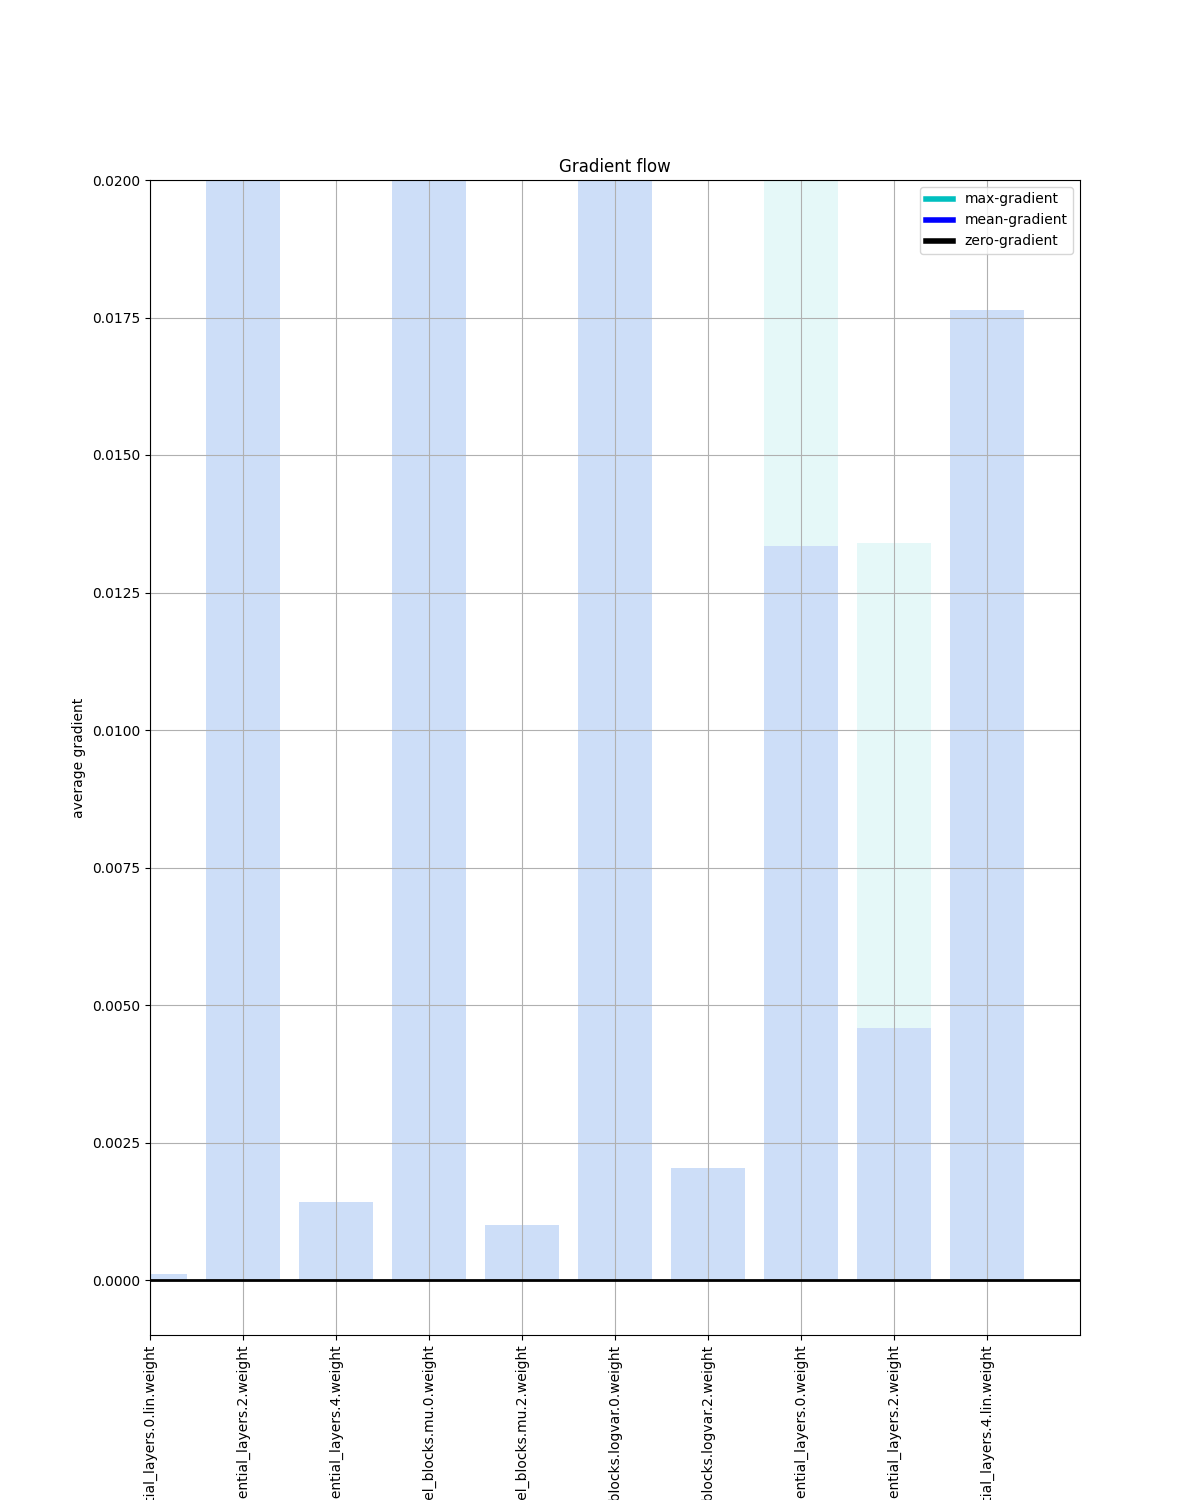 Gradient flow
max-gradient
mean-gradient
zero-gradient
average gradient
0.0200
0.0175
0.0150
0.0125
0.0100
0.0075
0.0050
0.0025
0.0000
tial_layers.0.lin.weight
ential_layers.2.weight
ential_layers.4.weight
el_blocks.mu.0.weight
el_blocks.mu.2.weight
blocks.logvar.0.weight
blocks.logvar.2.weight
ential_layers.0.weight
ential_layers.2.weight
tial_layers.4.lin.weight